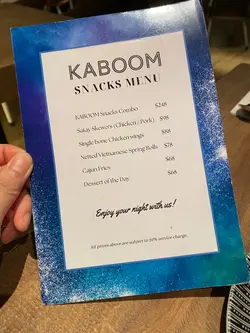 KABOOM
SNACKS MENU
KABOOM Snacks Combo $248
Satay Skewers (Chicken / Pork) $98
Single bone Chicken wings $88
Netted Vietnamese Spring Rolls $78
Cajun Fries $68
Dessert of the Day $68
Enjoy your night with us!
All prices above are subject to 10% service charge.